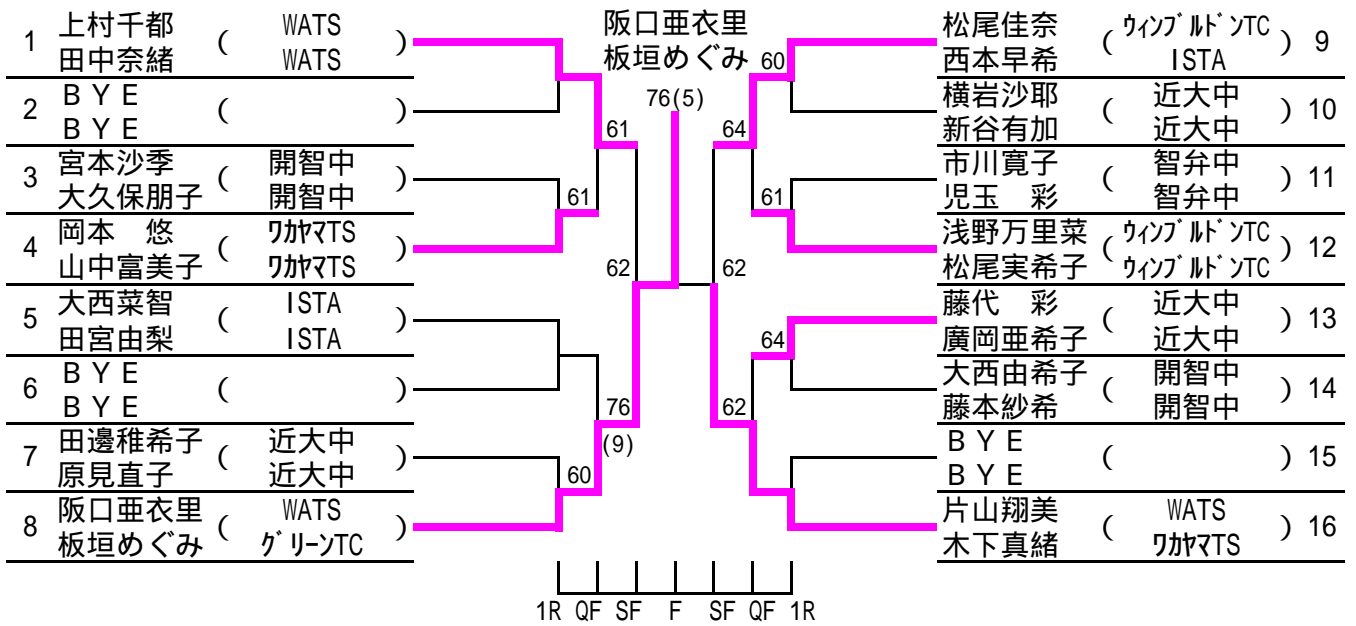 阪口亜衣里
板垣めぐみ
76(5)
1 上村千都 ( WATS )
田中奈緒 WATS
2 ＢＹＥ ( )
ＢＹＥ
3 宮本沙季 ( 開智中 )
大久保朋子 開智中
4 岡本　悠 ( ワカヤマTS )
山中富美子 ワカヤマTS
5 大西菜智 ( ISTA )
田宮由梨 ISTA
6 ＢＹＥ ( )
ＢＹＥ
7 田邊稚希子 ( 近大中 )
原見直子 近大中
8 阪口亜衣里 ( WATS )
板垣めぐみ グリーンTC
61
61
62
76
(9)
60
60
64
61
62
64
62
松尾佳奈 ( ウィンブルドンTC ) 9
西本早希 ISTA
横岩沙耶 ( 近大中 ) 10
新谷有加 近大中
市川寛子 ( 智弁中 ) 11
児玉　彩 智弁中
浅野万里菜 ( ウィンブルドンTC ) 12
松尾実希子 ウィンブルドンTC
藤代　彩 ( 近大中 ) 13
廣岡亜希子 近大中
大西由希子 ( 開智中 ) 14
藤本紗希 開智中
ＢＹＥ ( ) 15
ＢＹＥ
片山翔美 ( WATS ) 16
木下真緒 ワカヤマTS
1R QF SF F SF QF 1R